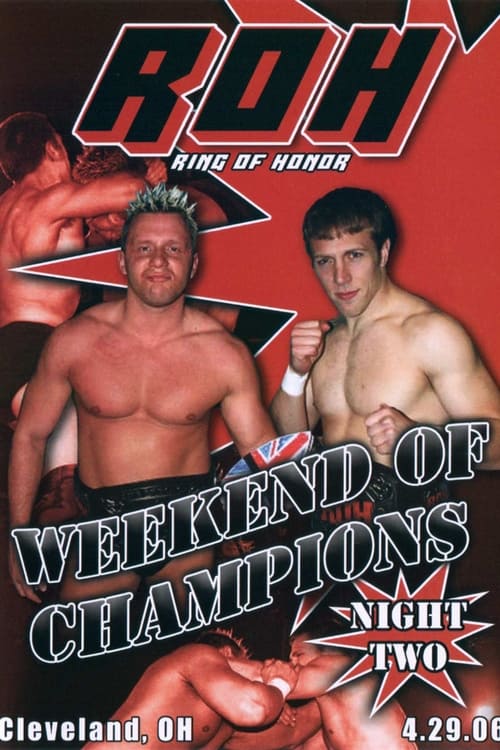 ROH
RING OF HONOR
WEEKEND OF
CHAMPIONS
NIGHT
TWO
Cleveland, OH 4.29.06